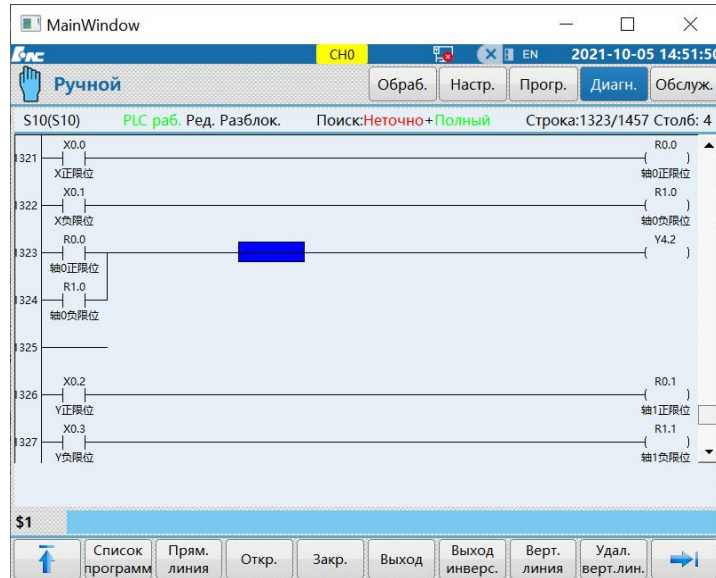 MainWindow
CH0 EN 2021-10-05 14:51:50
Ручной Обраб. Настр. Прогр. Диагн. Обслуж.
S10(S10) PLC раб. Ред. Разблок. Поиск:Неточно+Полный Строка:1323/1457 Столб: 4
X0.0 R0.0
1321 ( )
X正限位 轴0正限位
X0.1 R1.0
1322 ( )
X负限位 轴0负限位
R0.0 Y4.2
1323 ( )
轴0正限位
R1.0
1324
轴0负限位
1325
X0.2 R0.1
1326 ( )
Y正限位 轴1正限位
X0.3 R1.1
1327 ( )
Y负限位 轴1负限位
$1
Список Прям. Откр. Закр. Выход Выход Верт. Удал.
программ линия инверс. линия верт.лин.